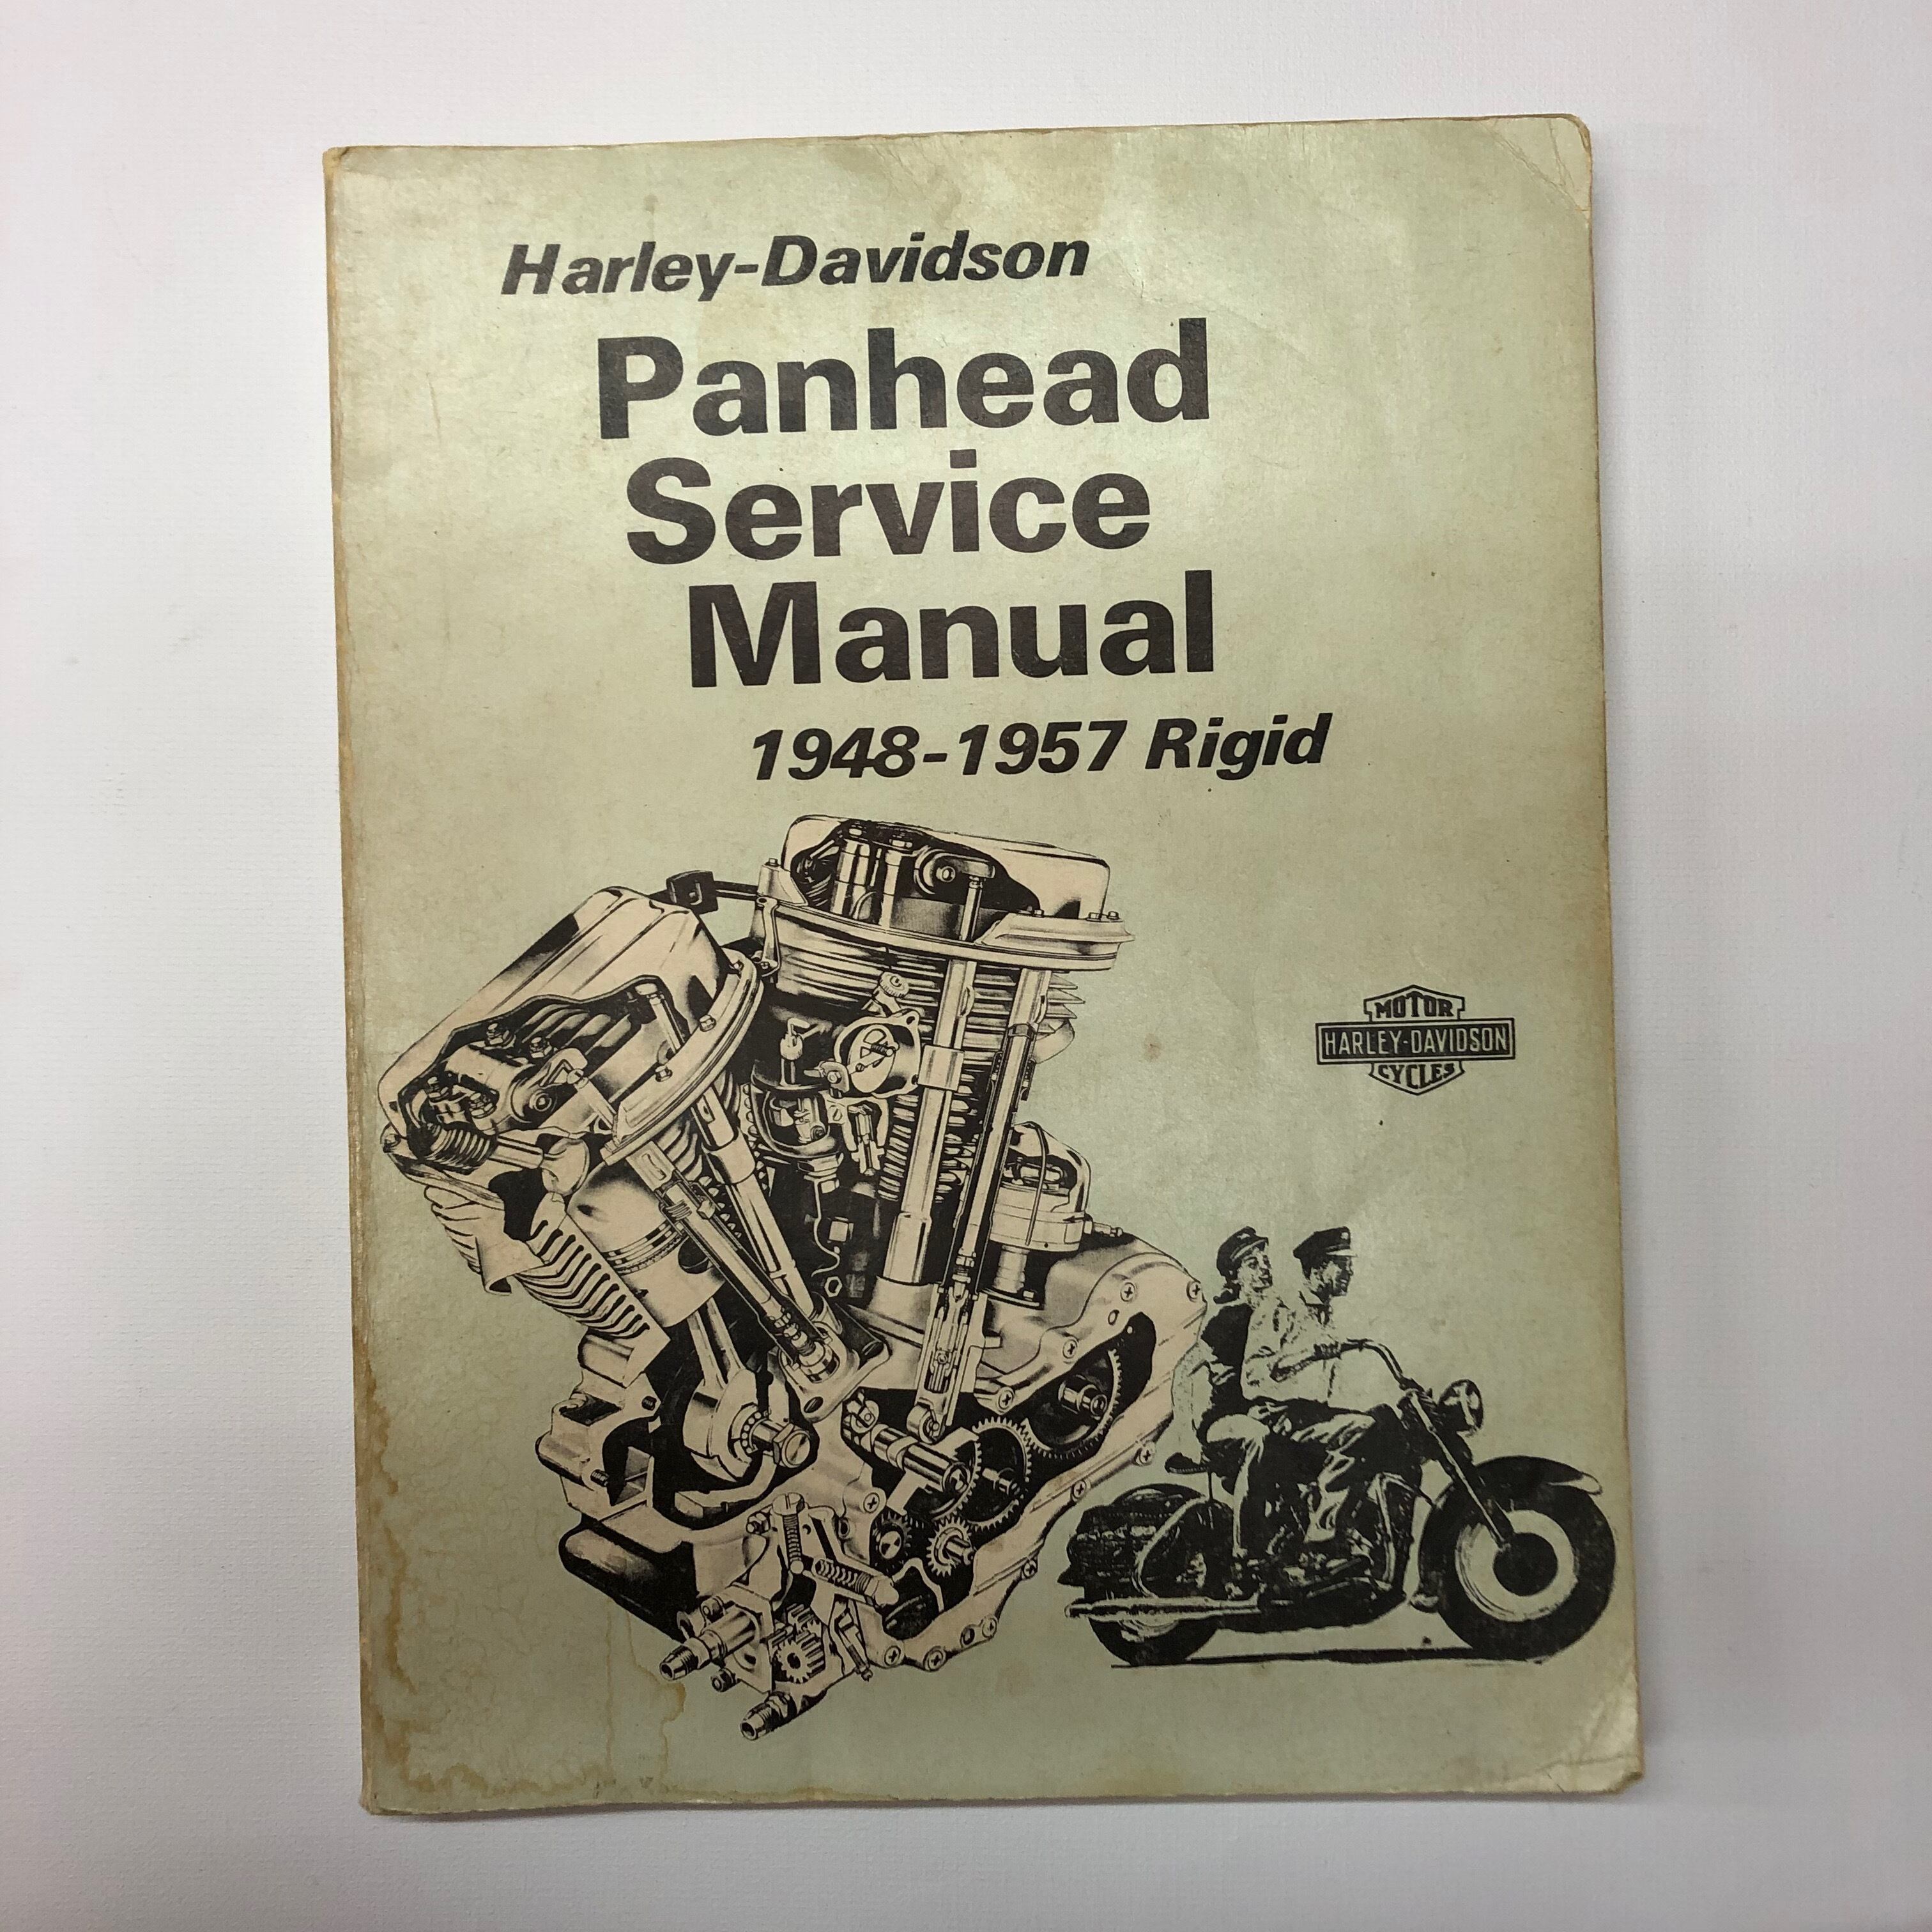 Harley-Davidson
Panhead
Service
Manual
1948-1957 Rigid
MOTOR
HARLEY-DAVIDSON
CYCLES